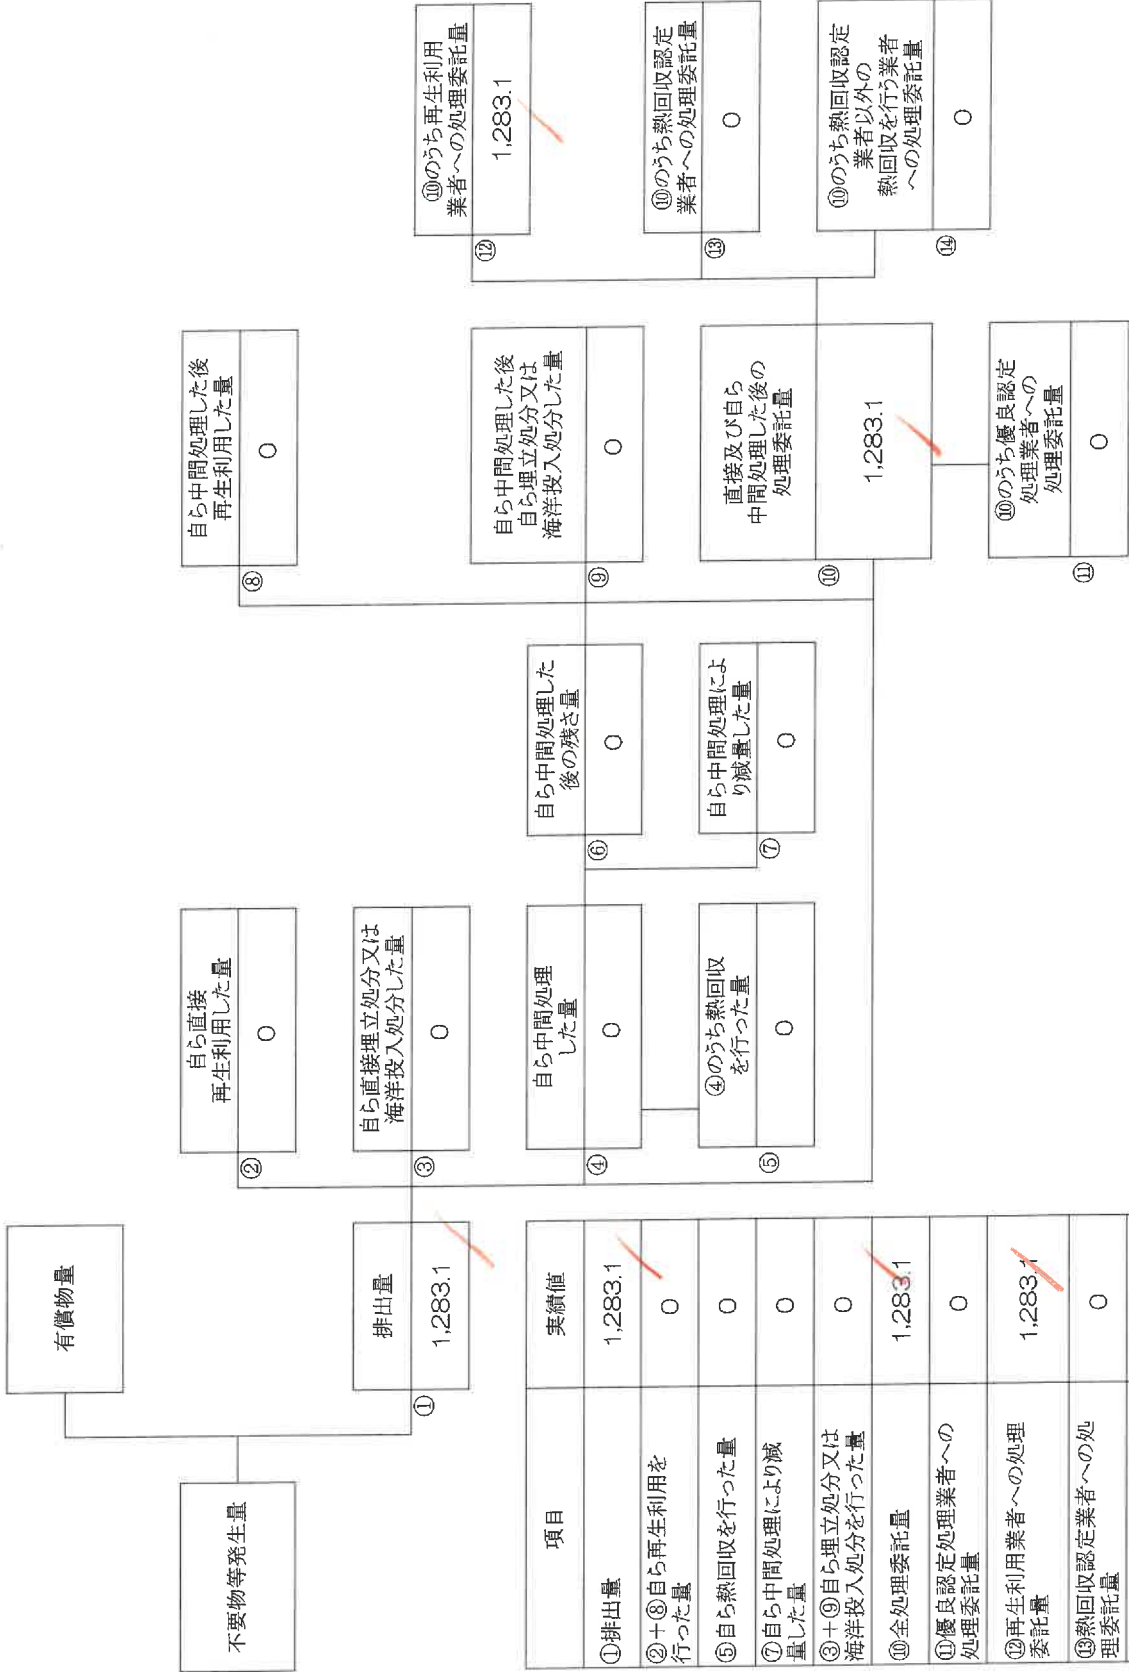 不要物等発生量
有償物量
①
排出量
1,283.1
②
自ら直接
再生利用した量
0
③
自ら直接埋立処分又は
海洋投入処分した量
0
④
自ら中間処理
した量
0
⑤
④のうち熱回収
を行った量
0
⑥
自ら中間処理した
後の残さ量
0
⑦
自ら中間処理によ
り減量した量
0
⑧
自ら中間処理した後
再生利用した量
0
⑨
自ら中間処理した後
自ら埋立処分又は
海洋投入処分した量
0
⑩
直接及び自ら
中間処理した後の
処理委託量
1,283.1
⑪
⑩のうち優良認定
処理業者への
処理委託量
0
⑫
⑩のうち再生利用
業者への処理委託量
1,283.1
⑬
⑩のうち熱回収認定
業者への処理委託量
0
⑭
⑩のうち熱回収認定
業者以外の
熱回収を行う業者
への処理委託量
0
項目 実績値
①排出量 1,283.1
②+⑧自ら再生利用を
行った量 0
⑤自ら熱回収を行った量 0
⑦自ら中間処理により減
量した量 0
③+⑨自ら埋立処分又は
海洋投入処分を行った量 0
⑩全処理委託量 1,283.1
⑪優良認定処理業者への
処理委託量 0
⑫再生利用業者への処理
委託量 1,283.1
⑬熱回収認定業者への処
理委託量 0